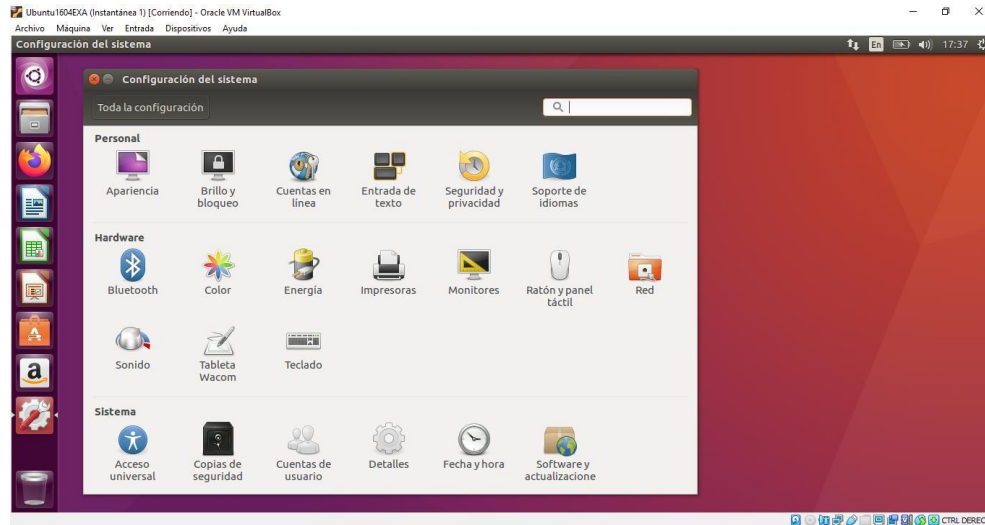 Ubuntu1604EXA (Instantánea 1) [Corriendo] - Oracle VM VirtualBox
Archivo Máquina Ver Entrada Dispositivos Ayuda
Configuración del sistema En 17:37
Configuración del sistema
Toda la configuración
Personal
Apariencia Brillo y bloqueo Cuentas en línea Entrada de texto Seguridad y privacidad Soporte de idiomas
Hardware
Bluetooth Color Energía Impresoras Monitores Ratón y panel táctil Red
Sonido Tableta Wacom Teclado
Sistema
Acceso universal Copias de seguridad Cuentas de usuario Detalles Fecha y hora Software y actualizacione
CTRL DEREC